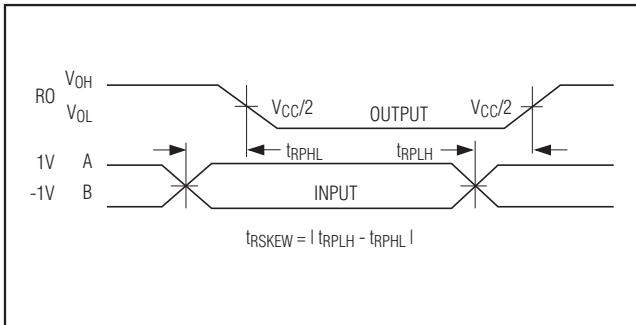 RO VOH
VOL
VCC/2 OUTPUT VCC/2
tRPHL tRPLH
1V A
-1V B
INPUT
tRSKEW = | tRPLH - tRPHL |